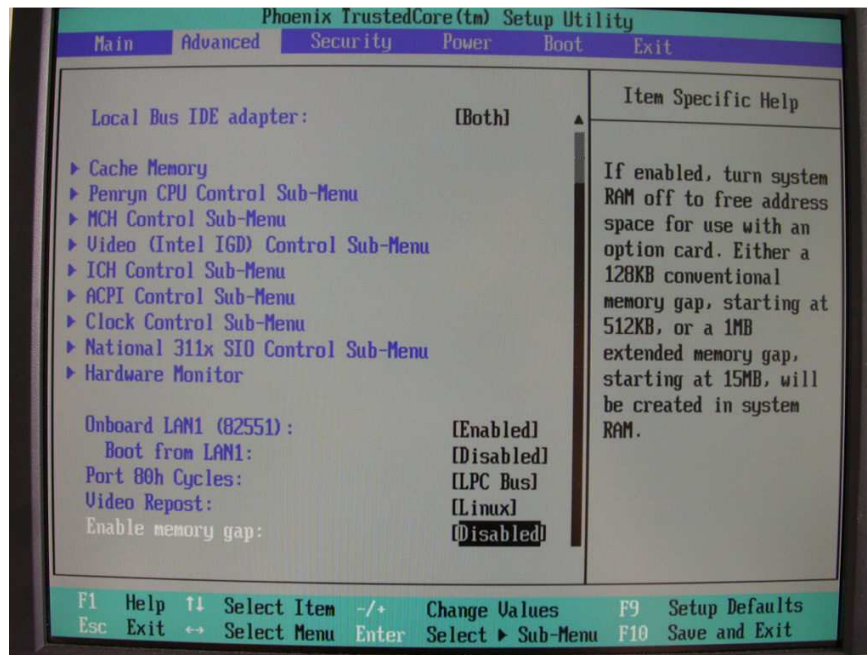 Phoenix TrustedCore(tm) Setup Utility
Main Advanced Security Power Boot Exit
Local Bus IDE adapter: [Both]
Cache Memory
Penryn CPU Control Sub-Menu
MCH Control Sub-Menu
Video (Intel IGD) Control Sub-Menu
ICH Control Sub-Menu
ACPI Control Sub-Menu
Clock Control Sub-Menu
National 311x SIO Control Sub-Menu
Hardware Monitor
Onboard LAN1 (82551): [Enabled]
Boot from LAN1: [Disabled]
Port 80h Cycles: [LPC Bus]
Video Repost: [Linux]
Enable memory gap: [Disabled]
Item Specific Help
If enabled, turn system
RAM off to free address
space for use with an
option card. Either a
128KB conventional
memory gap, starting at
512KB, or a 1MB
extended memory gap,
starting at 15MB, will
be created in system
RAM.
F1 Help ↑↓ Select Item -/+ Change Values F9 Setup Defaults
Esc Exit ↔ Select Menu Enter Select ▶ Sub-Menu F10 Save and Exit